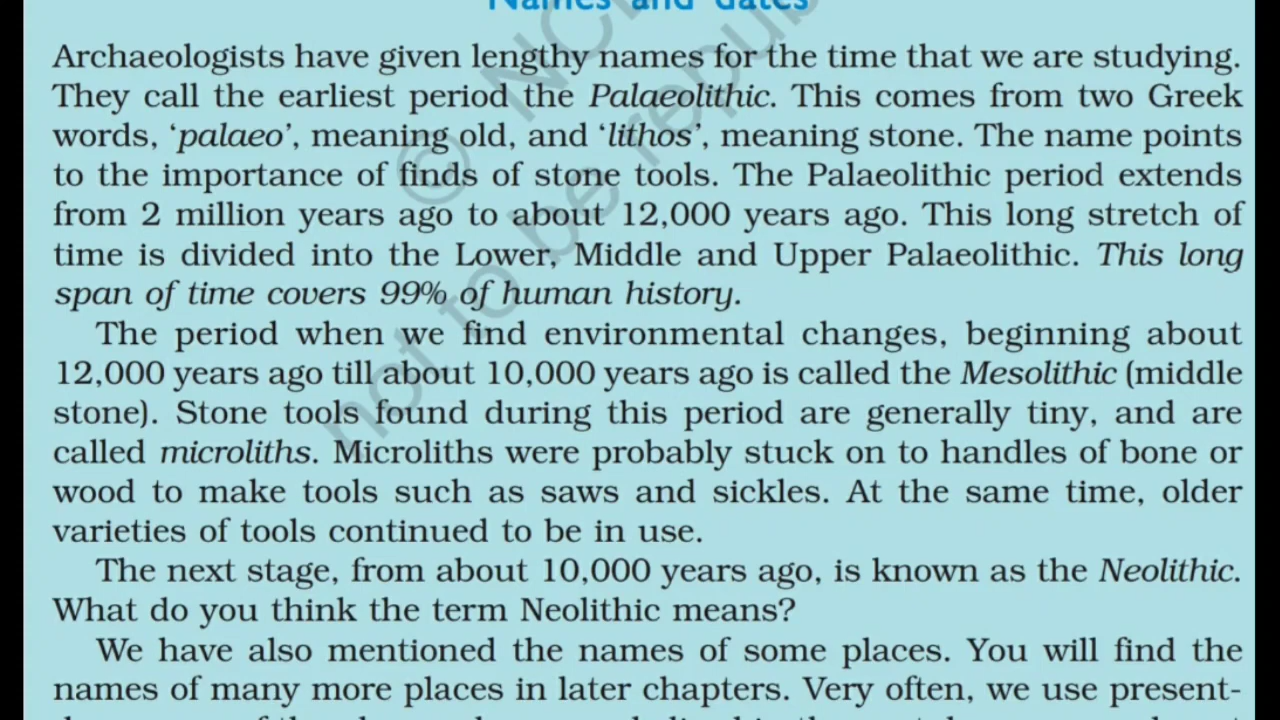 Names and dates
Archaeologists have given lengthy names for the time that we are studying.
They call the earliest period the Palaeolithic. This comes from two Greek
words, ‘palaeo’, meaning old, and ‘lithos’, meaning stone. The name points
to the importance of finds of stone tools. The Palaeolithic period extends
from 2 million years ago to about 12,000 years ago. This long stretch of
time is divided into the Lower, Middle and Upper Palaeolithic. This long
span of time covers 99% of human history.
The period when we find environmental changes, beginning about
12,000 years ago till about 10,000 years ago is called the Mesolithic (middle
stone). Stone tools found during this period are generally tiny, and are
called microliths. Microliths were probably stuck on to handles of bone or
wood to make tools such as saws and sickles. At the same time, older
varieties of tools continued to be in use.
The next stage, from about 10,000 years ago, is known as the Neolithic.
What do you think the term Neolithic means?
We have also mentioned the names of some places. You will find the
names of many more places in later chapters. Very often, we use present-
© NC
not to be repub